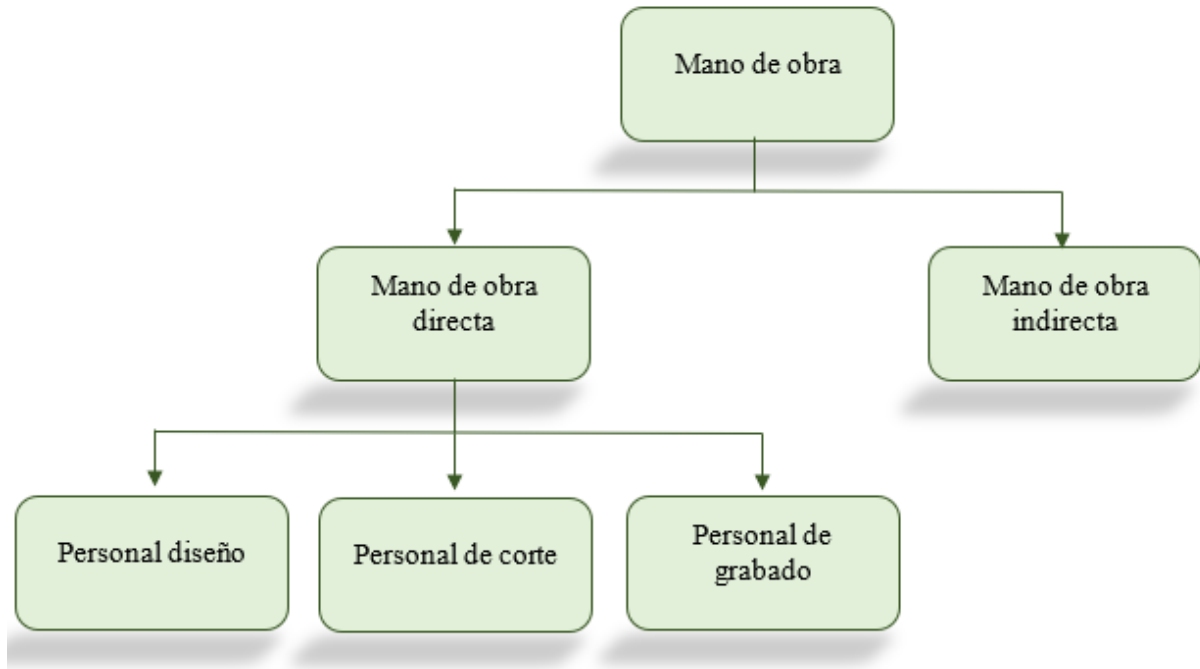 Mano de obra
Mano de obra
directa
Mano de obra
indirecta
Personal diseño
Personal de corte
Personal de
grabado